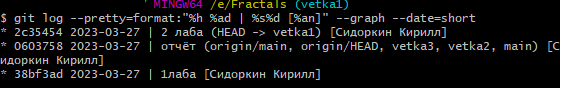 MINGW64 /e/Fractals (vetka1)
$ git log --pretty=format:"%h %ad | %s%d [%an]" --graph --date=short
* 2c35454 2023-03-27 | 2 лаба (HEAD -> vetka1) [Сидоркин Кирилл]
* 0603758 2023-03-27 | отчёт (origin/main, origin/HEAD, vetka3, vetka2, main) [С
идоркин Кирилл]
* 38bf3ad 2023-03-27 | 1лаба [Сидоркин Кирилл]